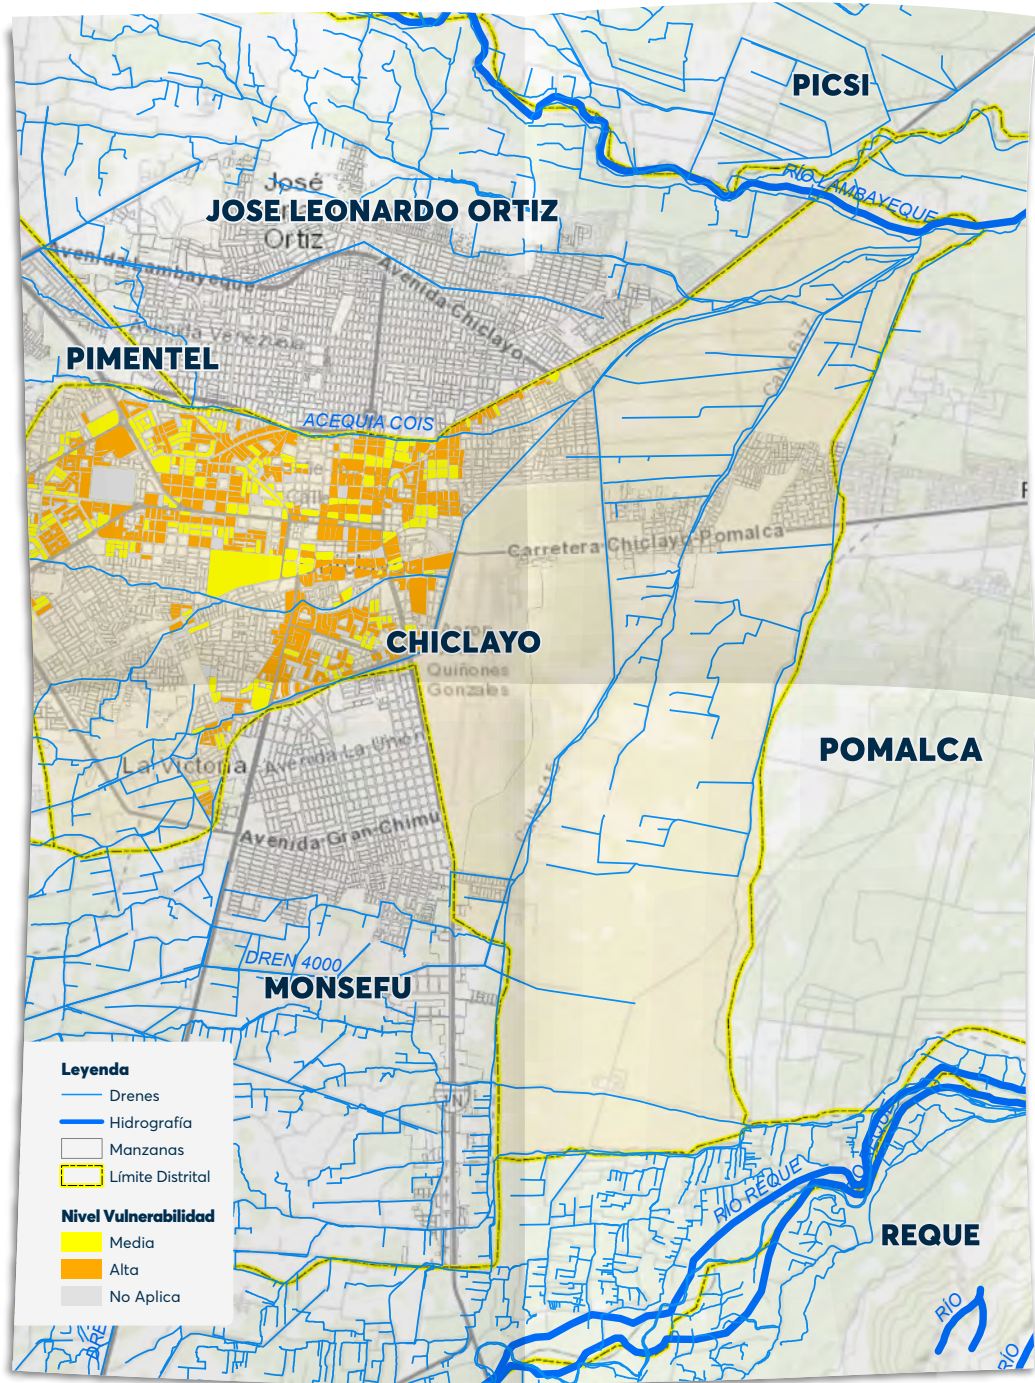 PICSI
RÍO LAMBAYEQUE
José
JOSE LEONARDO ORTIZ
Ortiz
Avenida-Lambayeque
Avenida-Chiclayo
Avenida Venezuela
PIMENTEL
ACEQUIA COIS
Carretera-Chiclayo-Pomalca
CHICLAYO
Quiñones
Gonzales
POMALCA
La Victoria
Avenida La-Unión
Avenida-Gran-Chimú
DREN 4000
MONSEFU
Leyenda
Drenes
Hidrografía
Manzanas
Límite Distrital
Nivel Vulnerabilidad
Media
Alta
No Aplica
RÍO REQUE
REQUE
RÍO
RÍO